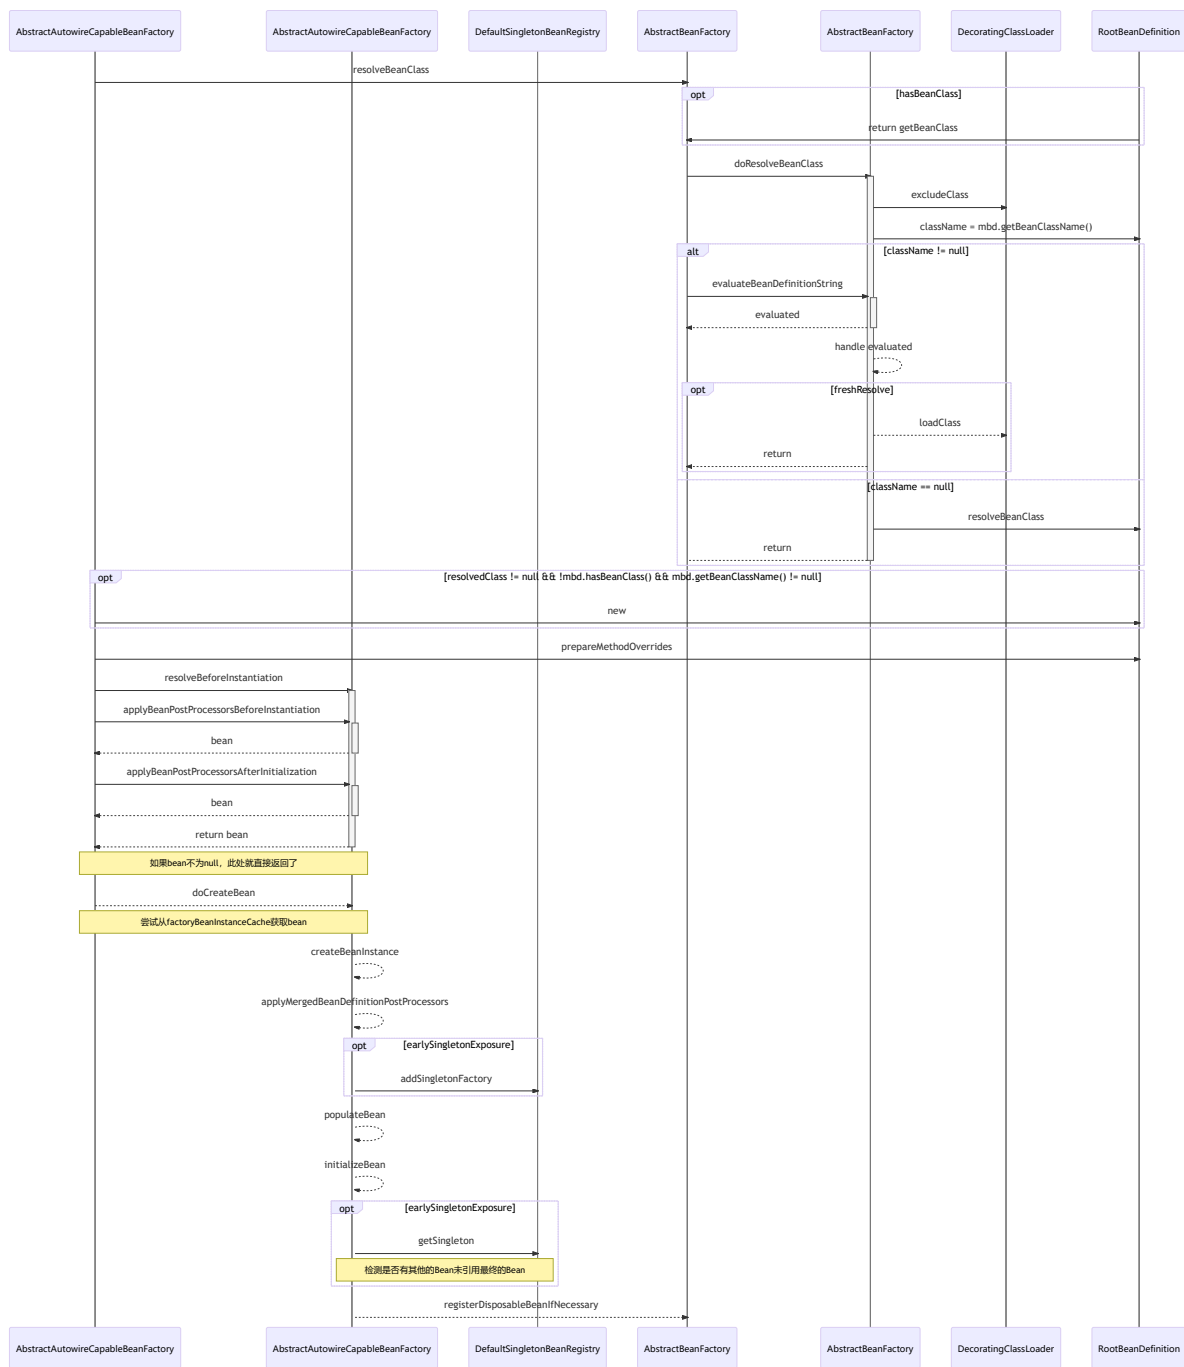 AbstractAutowireCapableBeanFactory
AbstractAutowireCapableBeanFactory
DefaultSingletonBeanRegistry
AbstractBeanFactory
AbstractBeanFactory
DecoratingClassLoader
RootBeanDefinition
resolveBeanClass
opt
[hasBeanClass]
return getBeanClass
doResolveBeanClass
excludeClass
className = mbd.getBeanClassName()
alt
[className != null]
evaluateBeanDefinitionString
evaluated
handle evaluated
opt
[freshResolve]
loadClass
return
[className == null]
resolveBeanClass
return
opt
[resolvedClass != null && !mbd.hasBeanClass() && mbd.getBeanClassName() != null]
new
prepareMethodOverrides
resolveBeforeInstantiation
applyBeanPostProcessorsBeforeInstantiation
bean
applyBeanPostProcessorsAfterInitialization
bean
return bean
如果bean不为null，此处就直接返回了
doCreateBean
尝试从factoryBeanInstanceCache获取bean
createBeanInstance
applyMergedBeanDefinitionPostProcessors
opt
[earlySingletonExposure]
addSingletonFactory
populateBean
initializeBean
opt
[earlySingletonExposure]
getSingleton
检测是否有其他的Bean未引用最终的Bean
registerDisposableBeanIfNecessary
AbstractAutowireCapableBeanFactory
AbstractAutowireCapableBeanFactory
DefaultSingletonBeanRegistry
AbstractBeanFactory
AbstractBeanFactory
DecoratingClassLoader
RootBeanDefinition